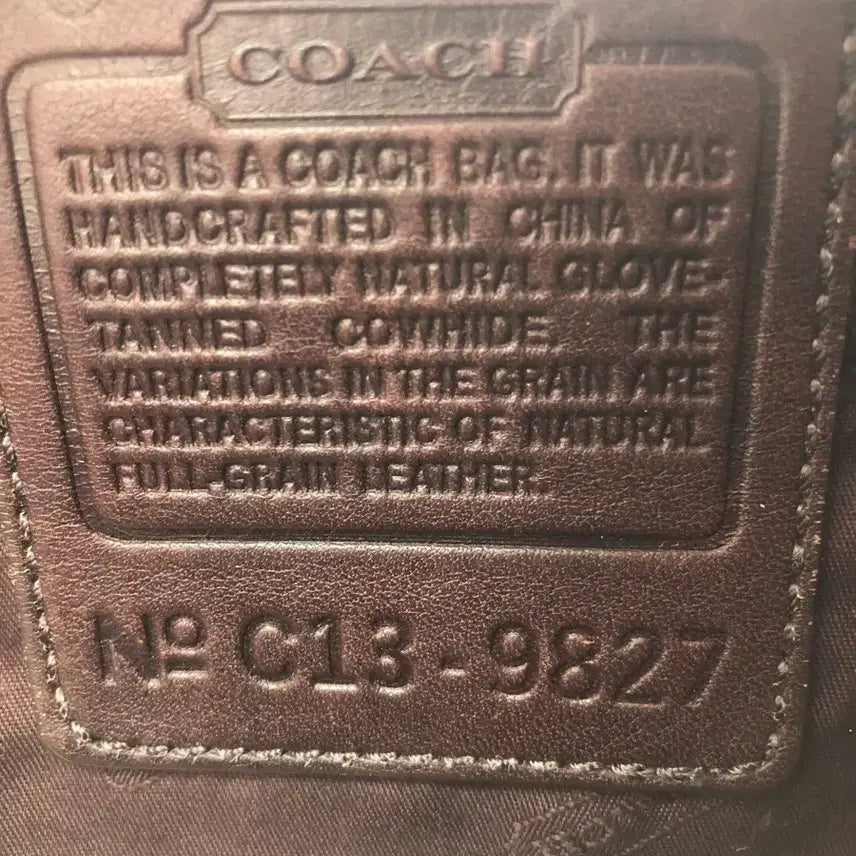 COACH
THIS IS A COACH BAG. IT WAS
HANDCRAFTED IN CHINA OF
COMPLETELY NATURAL GLOVE-
TANNED COWHIDE. THE
VARIATIONS IN THE GRAIN ARE
CHARACTERISTIC OF NATURAL
FULL-GRAIN LEATHER.
Nº C13-9827